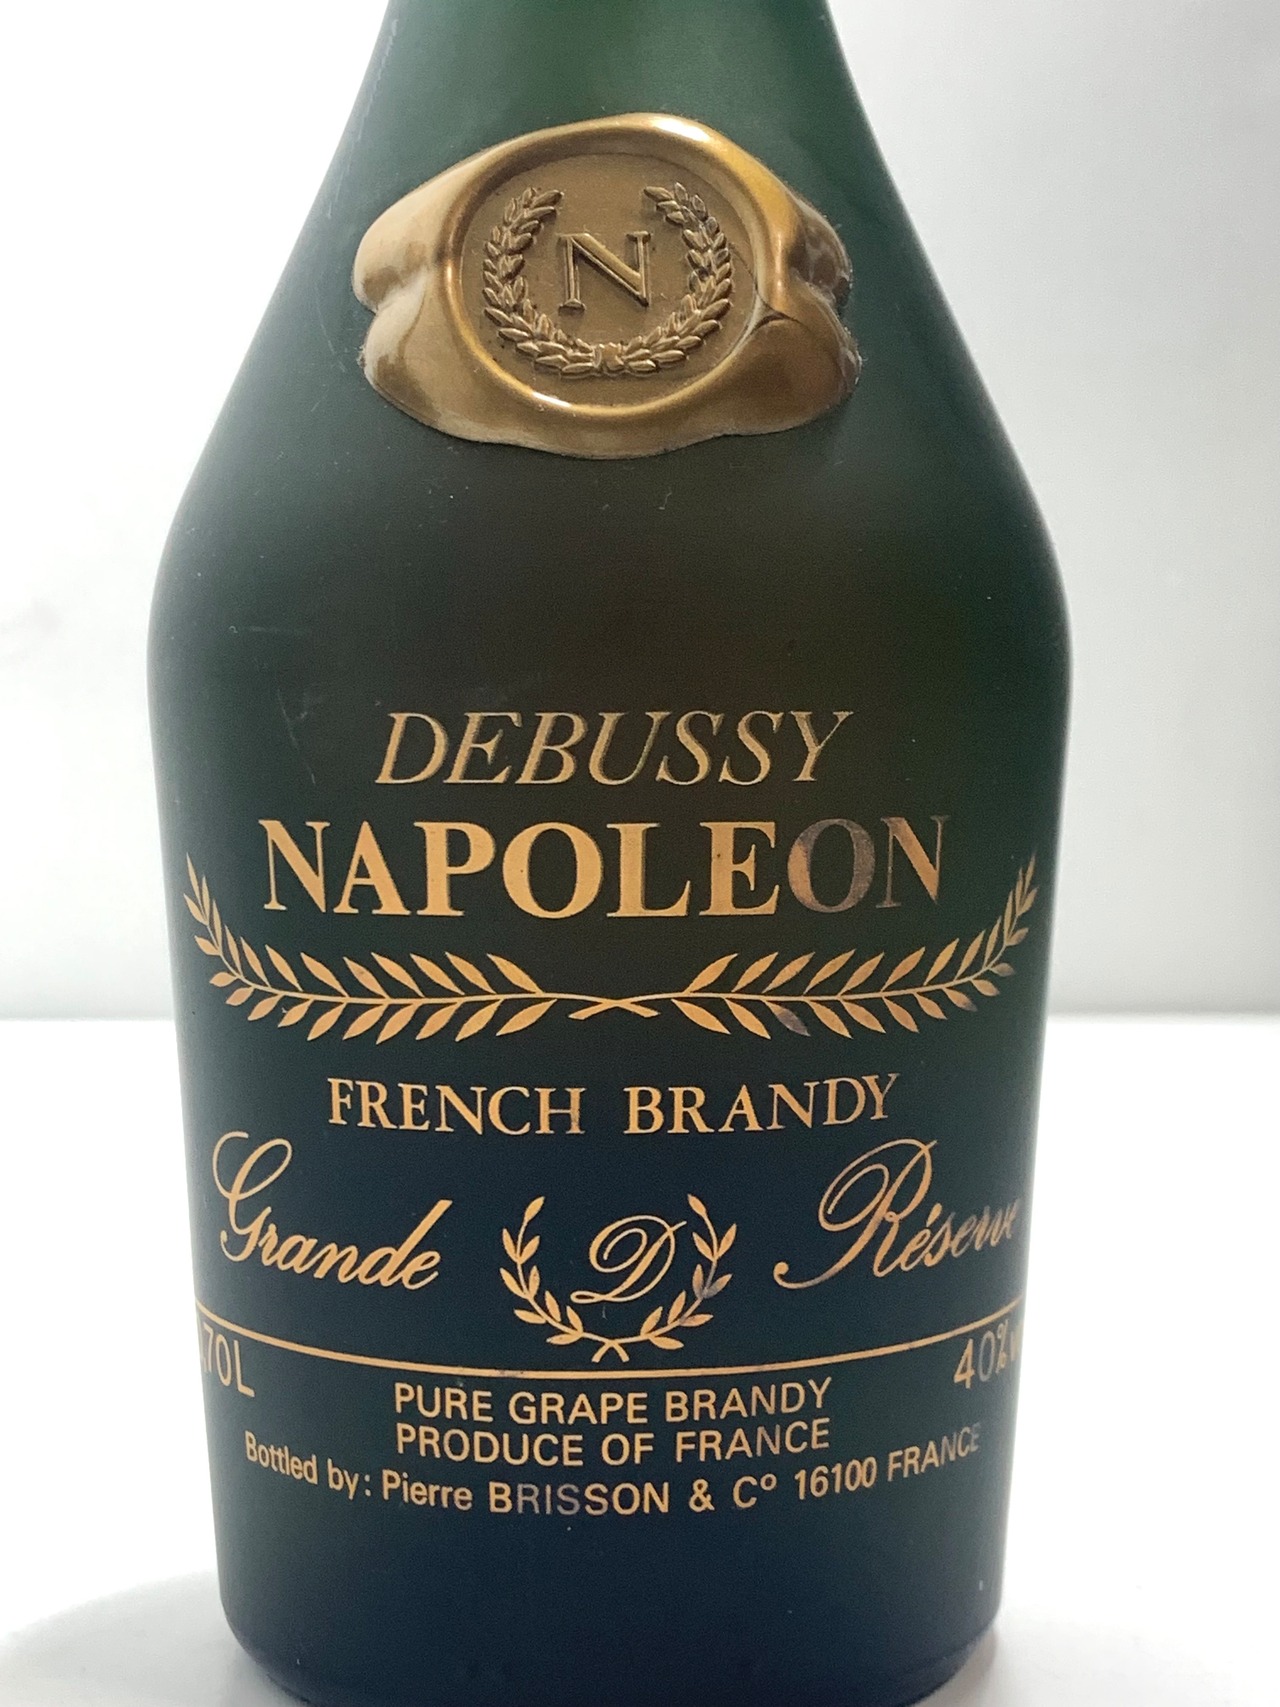 N
DEBUSSY
NAPOLEON
FRENCH BRANDY
Grande D Réserve
70L 40%
PURE GRAPE BRANDY
PRODUCE OF FRANCE
Bottled by: Pierre BRISSON & Cº 16100 FRANCE